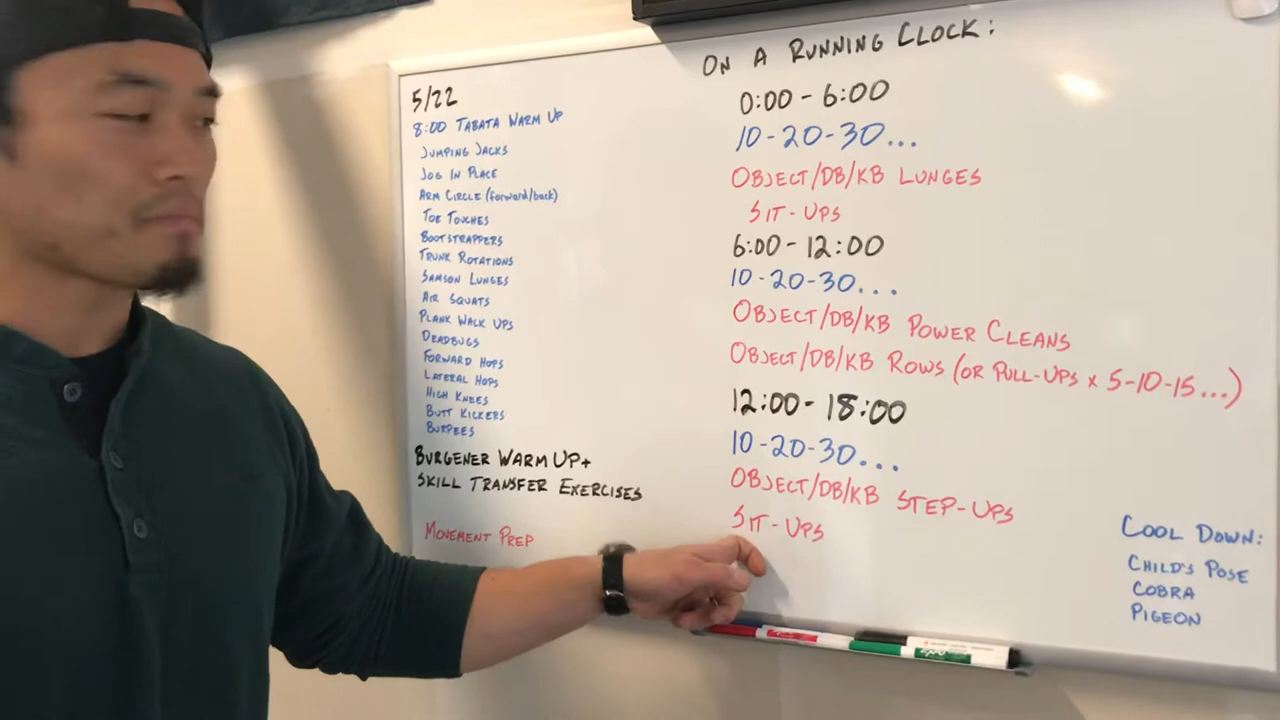 5/22
8:00 TABATA WARM UP
JUMPING JACKS
JOG IN PLACE
ARM CIRCLE (forward/back)
TOE TOUCHES
BOOTSTRAPPERS
TRUNK ROTATIONS
SAMSON LUNGES
AIR SQUATS
PLANK WALK UPS
DEADBUGS
FORWARD HOPS
LATERAL HOPS
HIGH KNEES
BUTT KICKERS
BURPEES
BURGENER WARM UP+
SKILL TRANSFER EXERCISES
MOVEMENT PREP
ON A RUNNING CLOCK:
0:00 - 6:00
10-20-30...
OBJECT/DB/KB LUNGES
SIT-UPS
6:00 - 12:00
10-20-30...
OBJECT/DB/KB POWER CLEANS
OBJECT/DB/KB ROWS (OR PULL-UPS x 5-10-15...)
12:00 - 18:00
10-20-30...
OBJECT/DB/KB STEP-UPS
SIT-UPS
COOL DOWN:
CHILD'S POSE
COBRA
PIGEON
EXPO